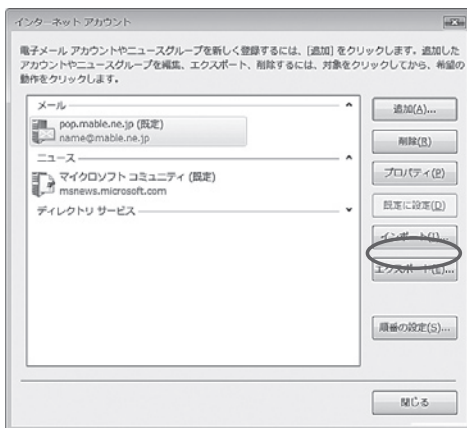 インターネット アカウント
電子メール アカウントやニュースグループを新しく登録するには、[追加] をクリックします。追加した
アカウントやニュースグループを編集、エクスポート、削除するには、対象をクリックしてから、希望の
動作をクリックします。
メール
pop.mable.ne.jp (既定)
name@mable.ne.jp
ニュース
マイクロソフト コミュニティ (既定)
msnews.microsoft.com
ディレクトリ サービス
追加(A)...
削除(R)
プロパティ(P)
既定に設定(D)
インポート(I)...
エクスポート(E)...
順番の設定(S)...
閉じる